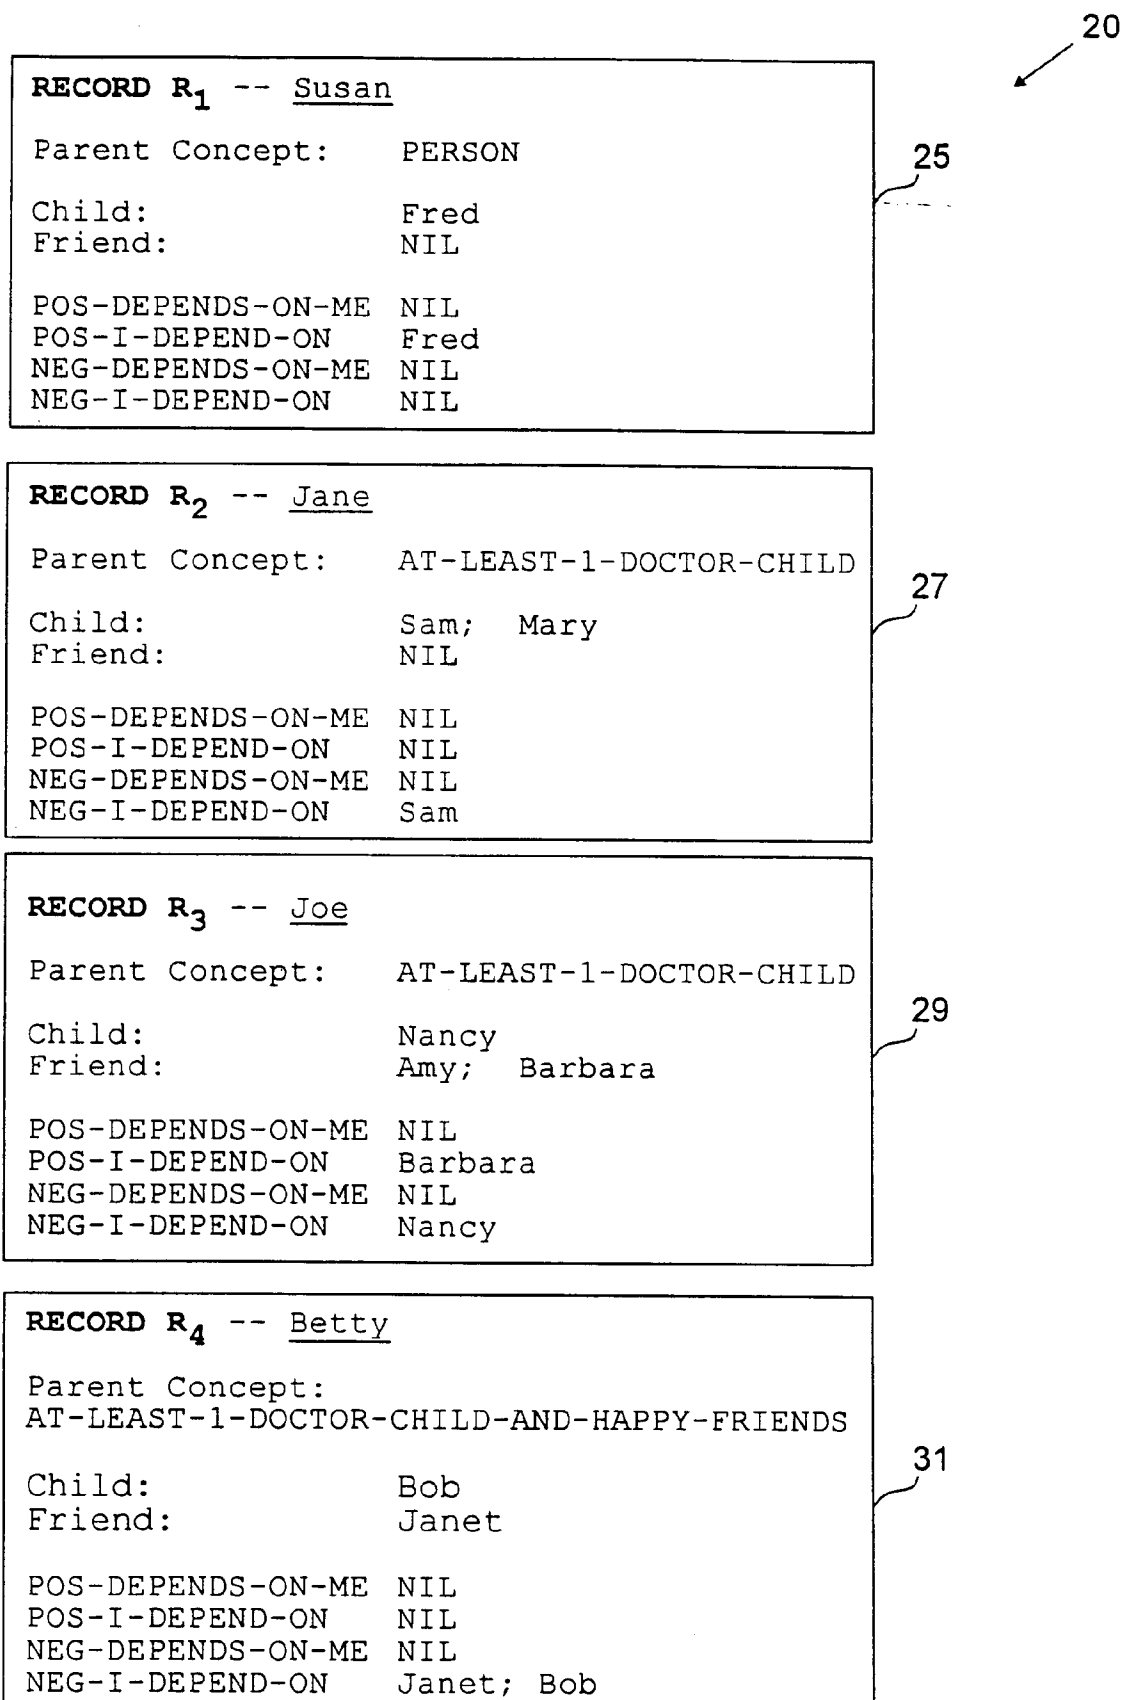 20
RECORD R1 -- Susan
Parent Concept: PERSON
25
Child: Fred
Friend: NIL
POS-DEPENDS-ON-ME NIL
POS-I-DEPEND-ON Fred
NEG-DEPENDS-ON-ME NIL
NEG-I-DEPEND-ON NIL
RECORD R2 -- Jane
Parent Concept: AT-LEAST-1-DOCTOR-CHILD
27
Child: Sam; Mary
Friend: NIL
POS-DEPENDS-ON-ME NIL
POS-I-DEPEND-ON NIL
NEG-DEPENDS-ON-ME NIL
NEG-I-DEPEND-ON Sam
RECORD R3 -- Joe
Parent Concept: AT-LEAST-1-DOCTOR-CHILD
29
Child: Nancy
Friend: Amy; Barbara
POS-DEPENDS-ON-ME NIL
POS-I-DEPEND-ON Barbara
NEG-DEPENDS-ON-ME NIL
NEG-I-DEPEND-ON Nancy
RECORD R4 -- Betty
Parent Concept:
AT-LEAST-1-DOCTOR-CHILD-AND-HAPPY-FRIENDS
31
Child: Bob
Friend: Janet
POS-DEPENDS-ON-ME NIL
POS-I-DEPEND-ON NIL
NEG-DEPENDS-ON-ME NIL
NEG-I-DEPEND-ON Janet; Bob